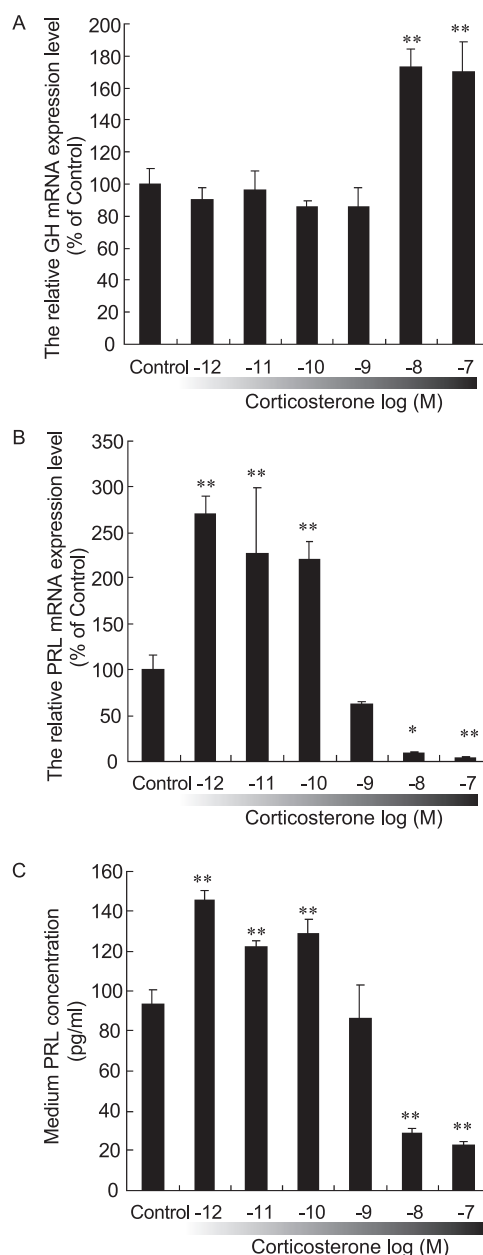 A
The relative GH mRNA expression level
(% of Control)
200
180
160
140
120
100
80
60
40
20
0
** **
Control -12 -11 -10 -9 -8 -7
Corticosterone log (M)
B
The relative PRL mRNA expression level
(% of Control)
350
300
250
200
150
100
50
0
** ** ** * **
Control -12 -11 -10 -9 -8 -7
Corticosterone log (M)
C
Medium PRL concentration
(pg/ml)
160
140
120
100
80
60
40
20
0
** ** ** ** **
Control -12 -11 -10 -9 -8 -7
Corticosterone log (M)